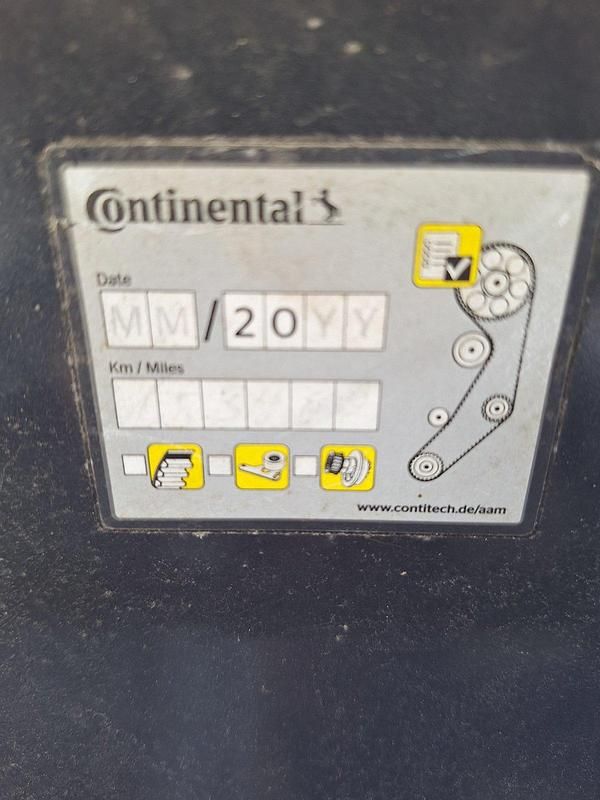 Continental
Date
MM/20YY
Km / Miles
www.contitech.de/aam